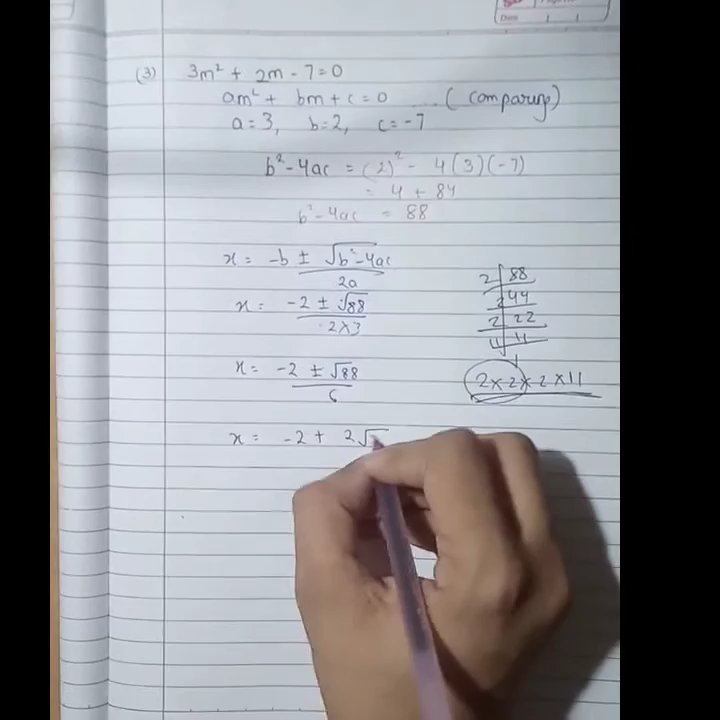 Date
(3) 3m² + 2m - 7 = 0
am² + bm + c = 0 ... (comparing)
a = 3, b = 2, c = -7
b² - 4ac = (2)² - 4(3)(-7)
= 4 + 84
b² - 4ac = 88
x = -b ± √b² - 4ac
2a
x = -2 ± √88
2×3
x = -2 ± √88
6
x = -2 + 2√
2 88
2 44
2 22
11 11
1
2×2×2×11